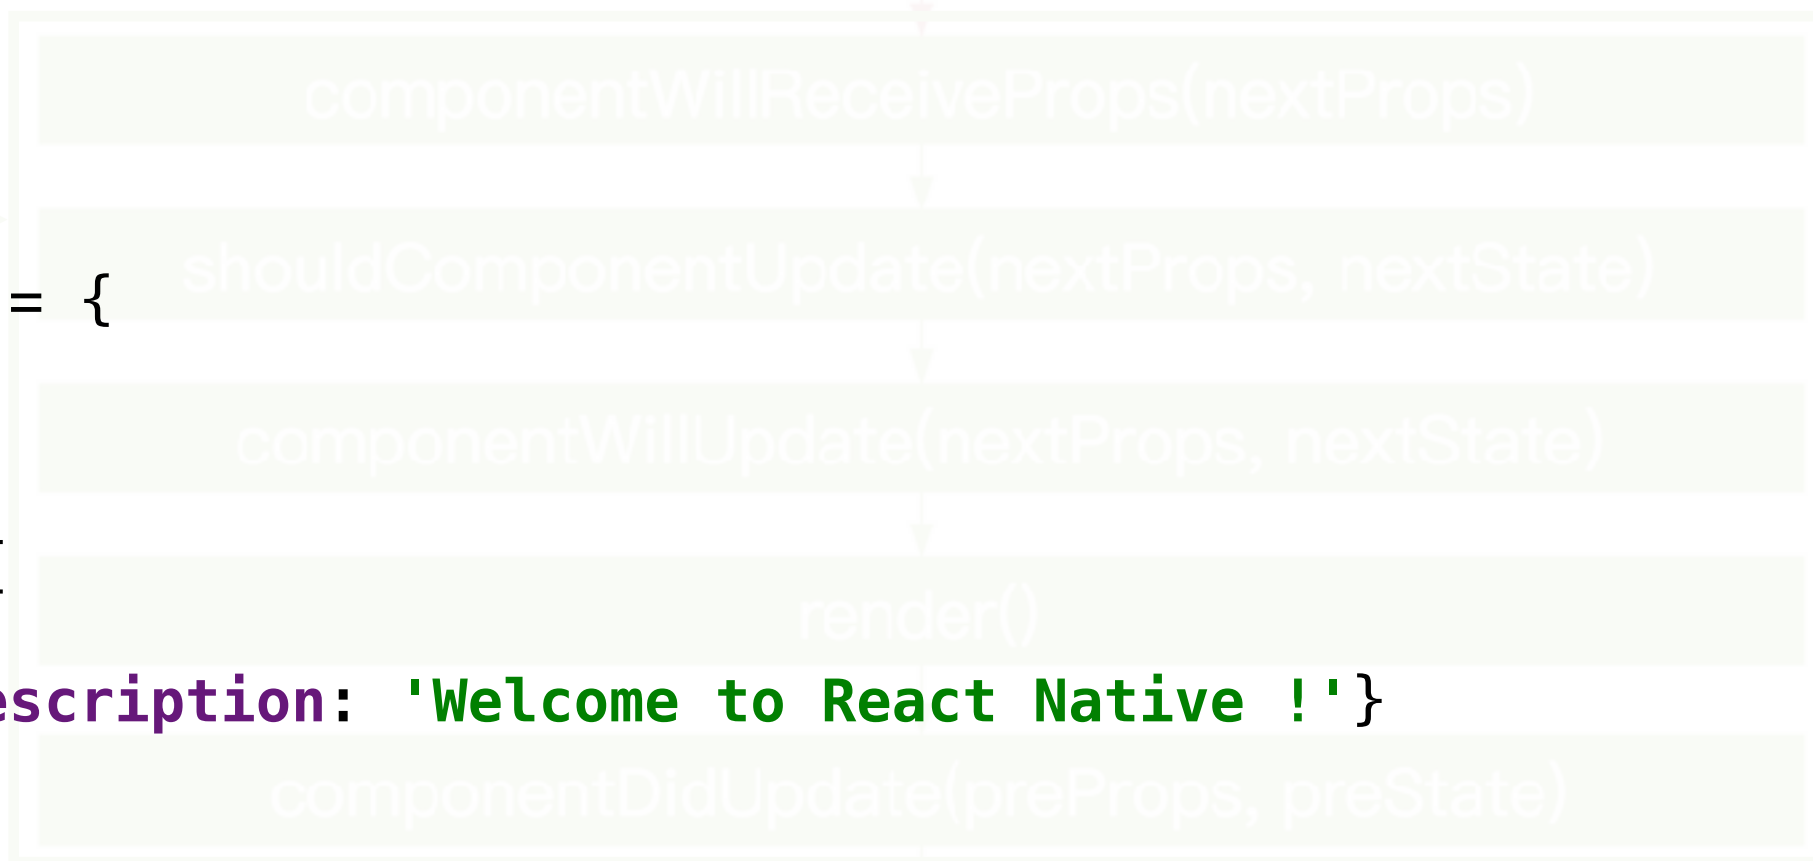 componentWillReceiveProps(nextProps)
shouldComponentUpdate(nextProps, nextState)
= {
componentWillUpdate(nextProps, nextState)
render()
escription: 'Welcome to React Native !'}
componentDidUpdate(preProps, preState)